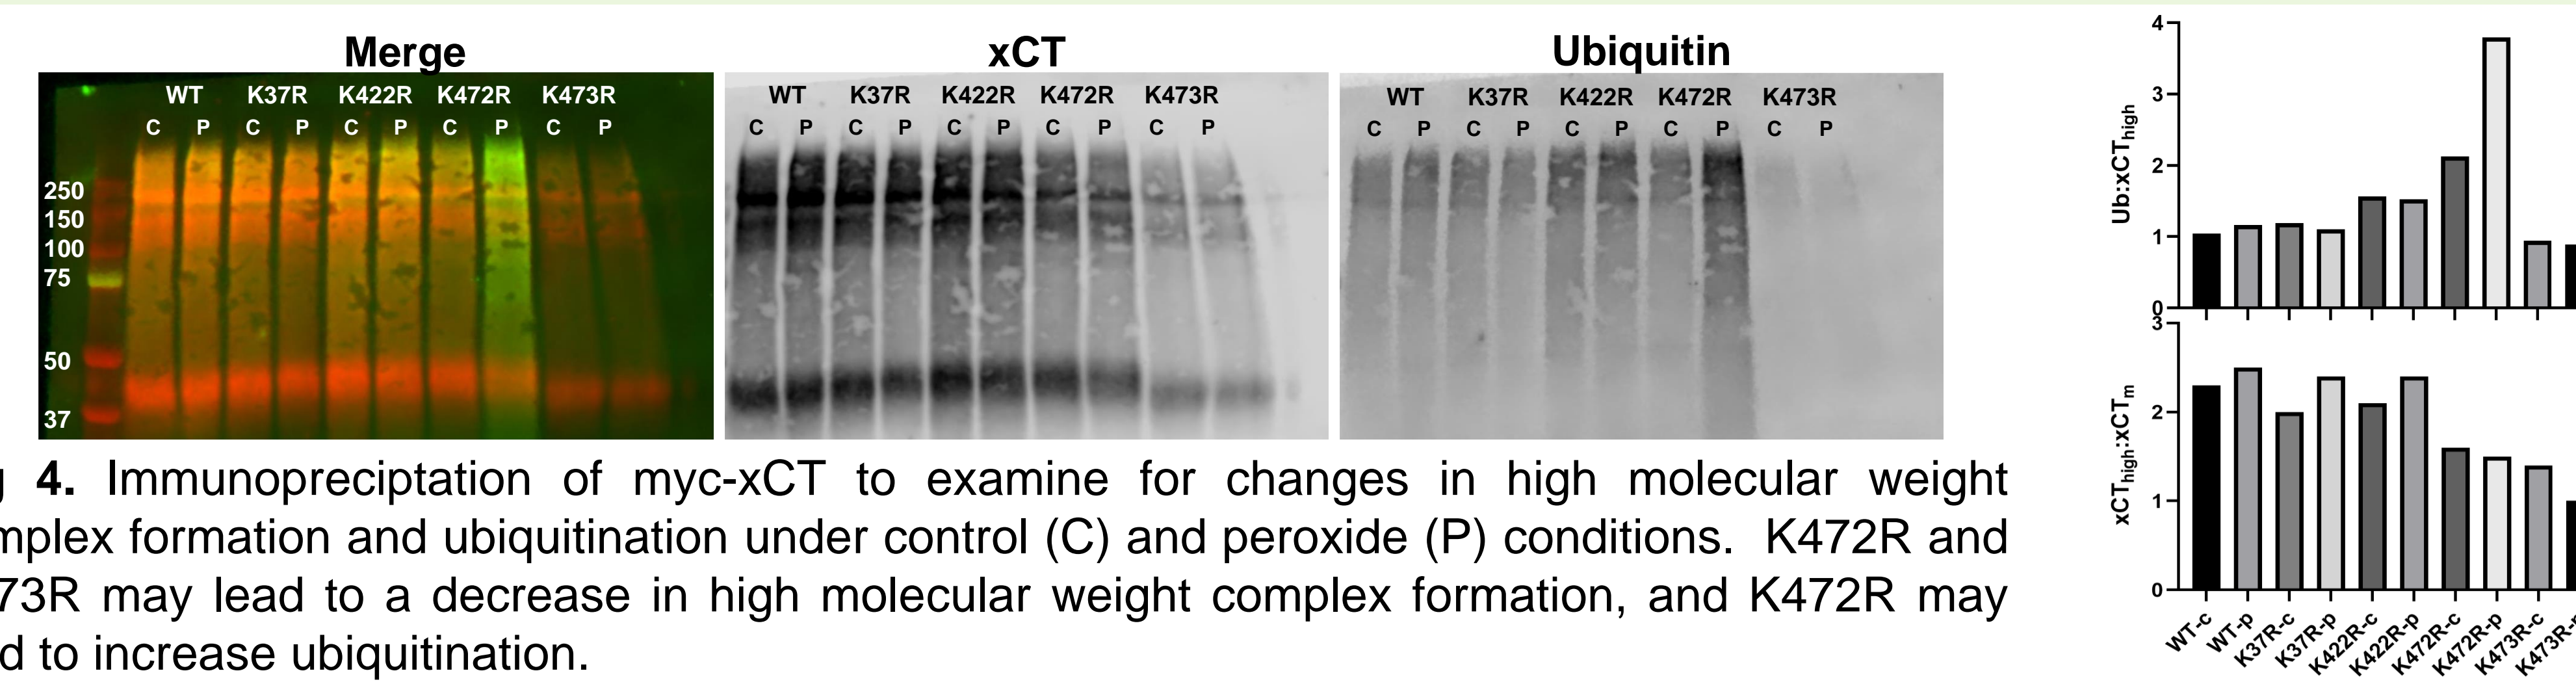 Merge
WT K37R K422R K472R K473R
C P C P C P C P C P
250
150
100
75
50
37
xCT
WT K37R K422R K472R K473R
C P C P C P C P C P
Ubiquitin
WT K37R K422R K472R K473R
C P C P C P C P C P
g 4. Immunopreciptation of myc-xCT to examine for changes in high molecular weight
mplex formation and ubiquitination under control (C) and peroxide (P) conditions. K472R and
73R may lead to a decrease in high molecular weight complex formation, and K472R may
d to increase ubiquitination.
Ub:xCThigh
4
3
2
1
0
xCThigh:xCTm
3
2
1
0
WT-c
WT-p
K37R-c
K37R-p
K422R-c
K422R-p
K472R-c
K472R-p
K473R-c
K473R-p